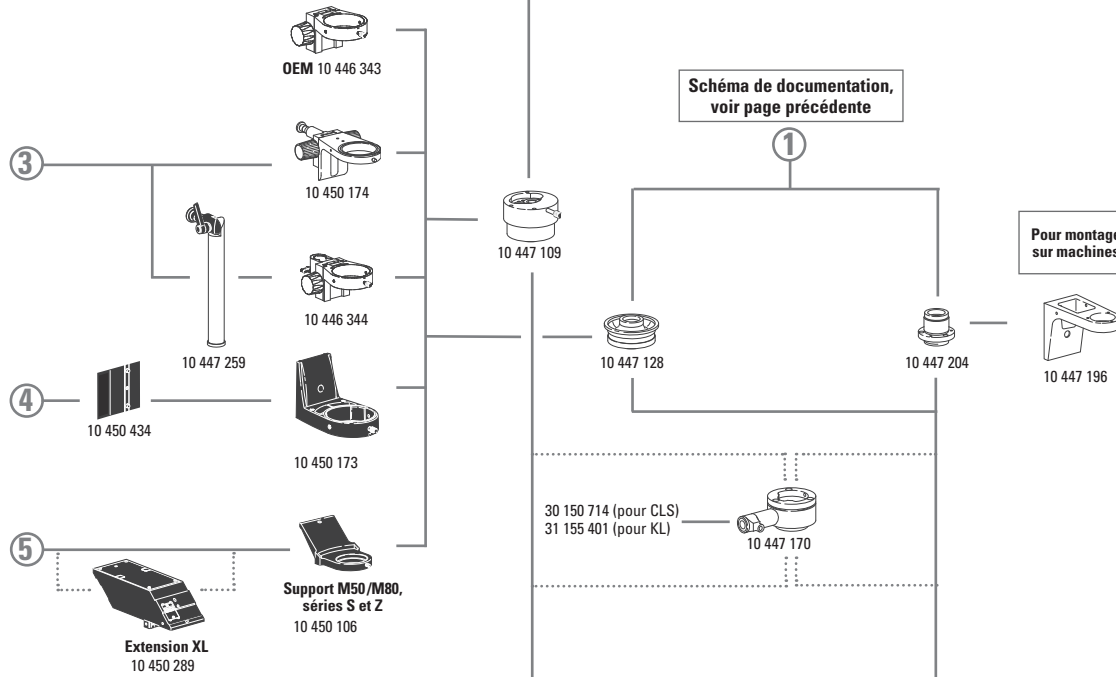 OEM 10 446 343
Schéma de documentation,
voir page précédente
1
3
10 450 174
10 447 109
Pour montage
sur machines
10 446 344
10 447 259
10 447 128
10 447 204
10 447 196
4
10 450 434
10 450 173
30 150 714 (pour CLS)
31 155 401 (pour KL)
10 447 170
5
Support M50/M80,
séries S et Z
10 450 106
Extension XL
10 450 289